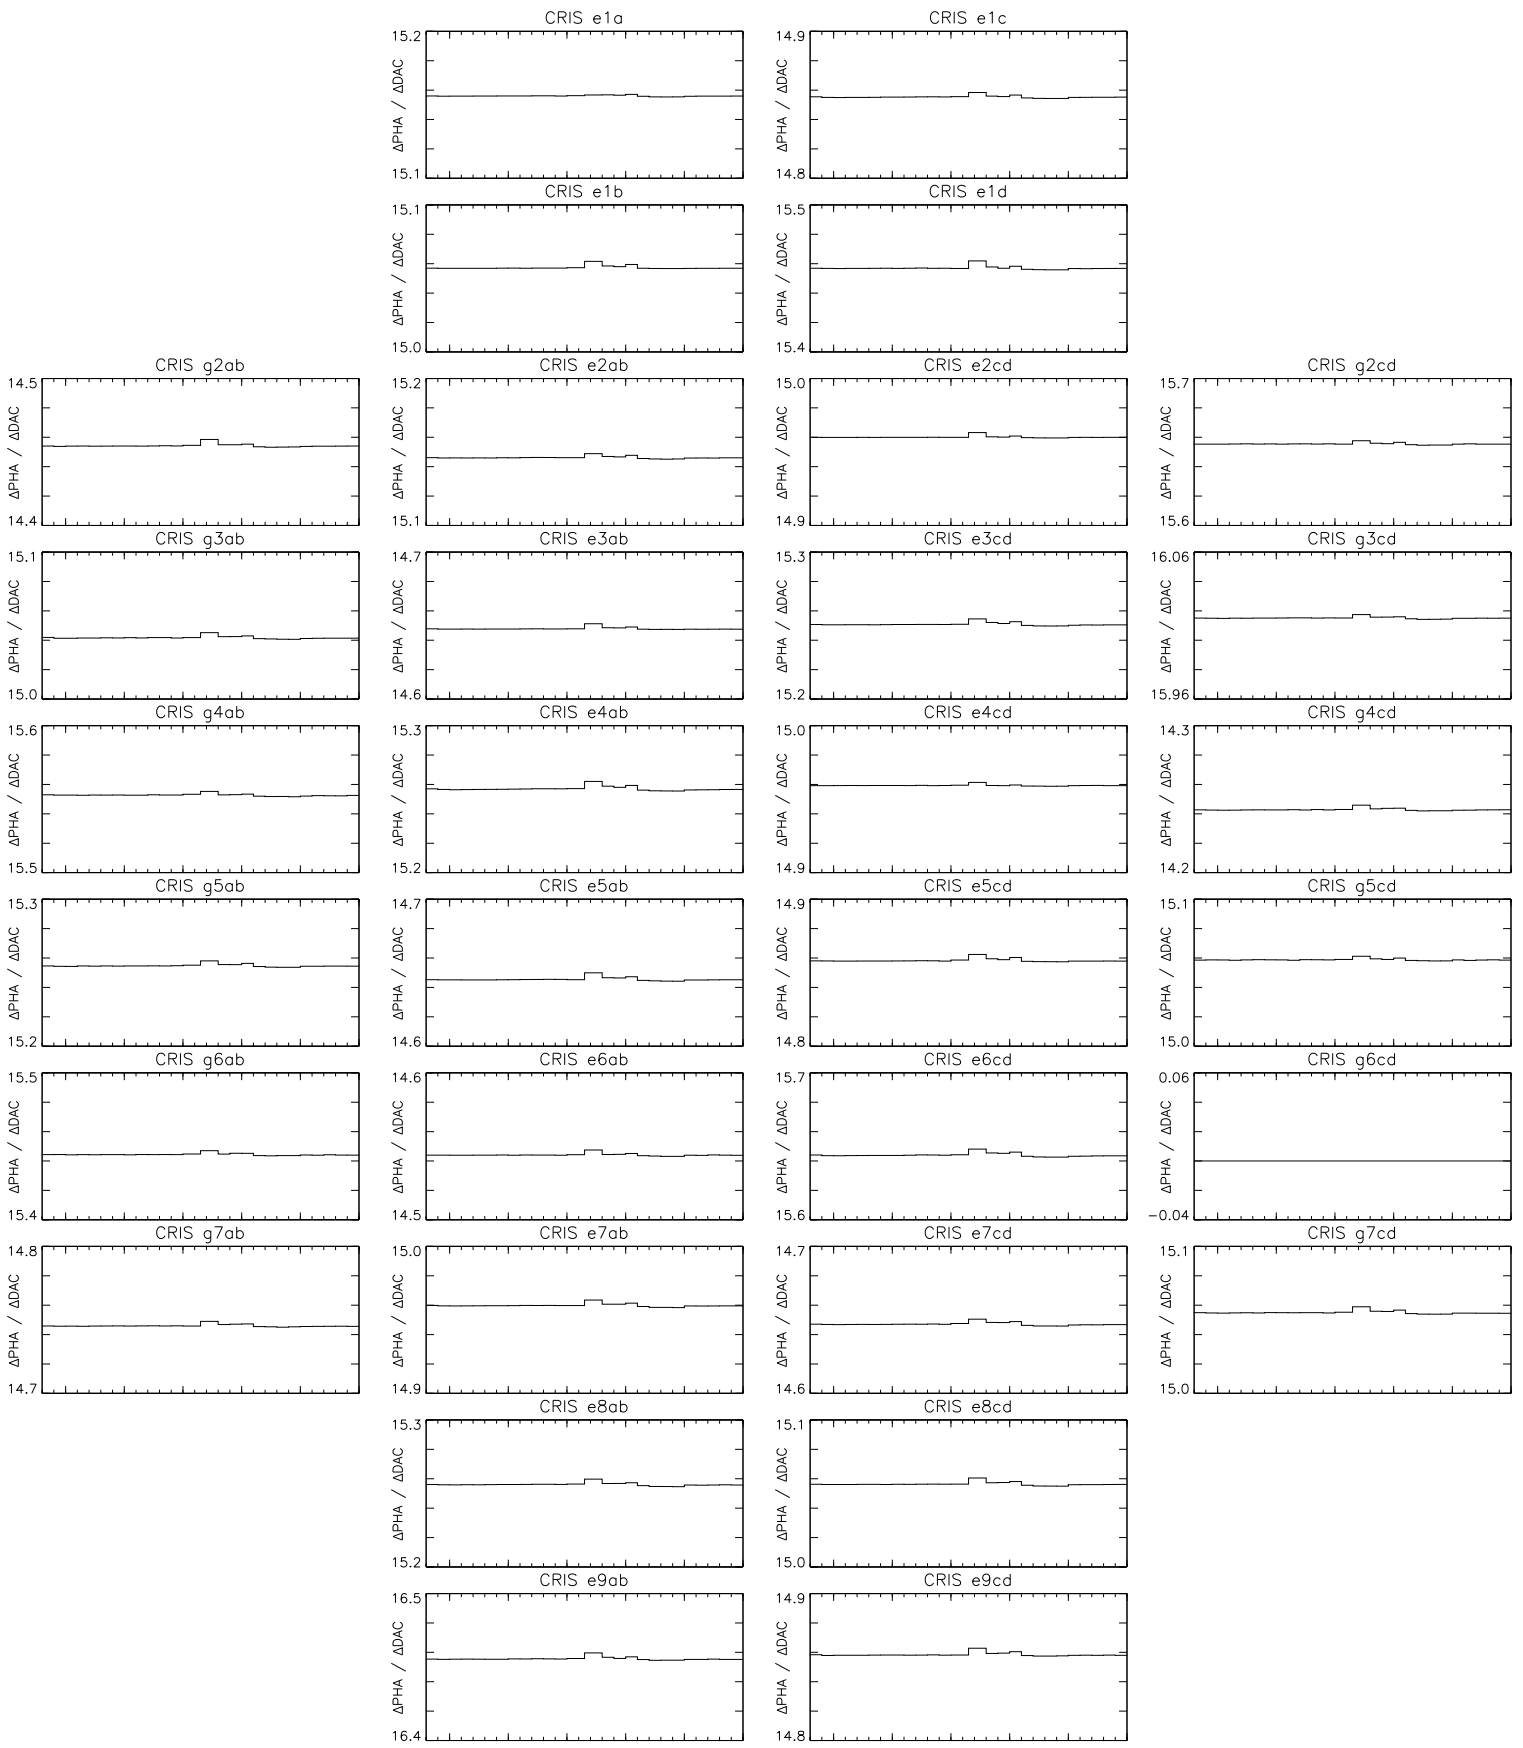 CRIS e1a
CRIS e1c
15.2
ΔPHA / ΔDAC
15.1
14.9
ΔPHA / ΔDAC
14.8
CRIS e1b
CRIS e1d
15.1
ΔPHA / ΔDAC
15.0
15.5
ΔPHA / ΔDAC
15.4
CRIS g2ab
CRIS e2ab
CRIS e2cd
CRIS g2cd
14.5
ΔPHA / ΔDAC
14.4
15.2
ΔPHA / ΔDAC
15.1
15.0
ΔPHA / ΔDAC
14.9
15.7
ΔPHA / ΔDAC
15.6
CRIS g3ab
CRIS e3ab
CRIS e3cd
CRIS g3cd
15.1
ΔPHA / ΔDAC
15.0
14.7
ΔPHA / ΔDAC
14.6
15.3
ΔPHA / ΔDAC
15.2
16.06
ΔPHA / ΔDAC
15.96
CRIS g4ab
CRIS e4ab
CRIS e4cd
CRIS g4cd
15.6
ΔPHA / ΔDAC
15.5
15.3
ΔPHA / ΔDAC
15.2
15.0
ΔPHA / ΔDAC
14.9
14.3
ΔPHA / ΔDAC
14.2
CRIS g5ab
CRIS e5ab
CRIS e5cd
CRIS g5cd
15.3
ΔPHA / ΔDAC
15.2
14.7
ΔPHA / ΔDAC
14.6
14.9
ΔPHA / ΔDAC
14.8
15.1
ΔPHA / ΔDAC
15.0
CRIS g6ab
CRIS e6ab
CRIS e6cd
CRIS g6cd
15.5
ΔPHA / ΔDAC
15.4
14.6
ΔPHA / ΔDAC
14.5
15.7
ΔPHA / ΔDAC
15.6
0.06
ΔPHA / ΔDAC
−0.04
CRIS g7ab
CRIS e7ab
CRIS e7cd
CRIS g7cd
14.8
ΔPHA / ΔDAC
14.7
15.0
ΔPHA / ΔDAC
14.9
14.7
ΔPHA / ΔDAC
14.6
15.1
ΔPHA / ΔDAC
15.0
CRIS e8ab
CRIS e8cd
15.3
ΔPHA / ΔDAC
15.2
15.1
ΔPHA / ΔDAC
15.0
CRIS e9ab
CRIS e9cd
16.5
ΔPHA / ΔDAC
16.4
14.9
ΔPHA / ΔDAC
14.8